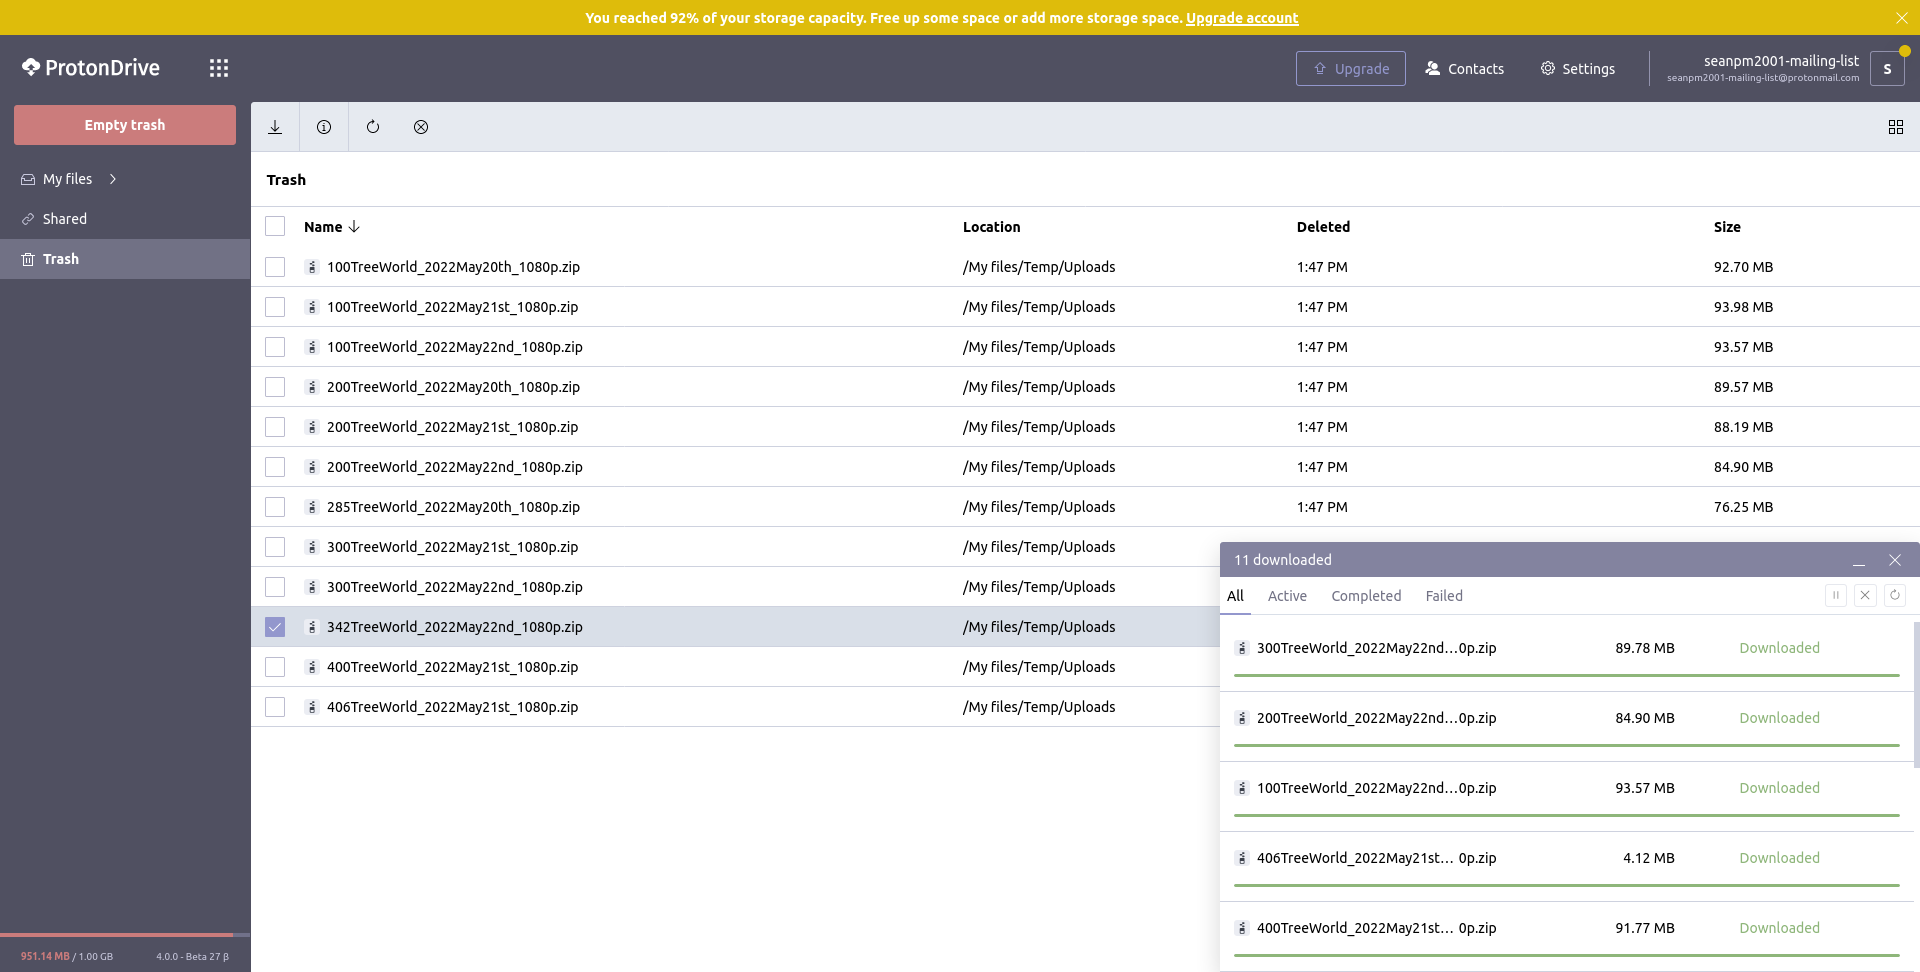 You reached 92% of your storage capacity. Free up some space or add more storage space. Upgrade account
ProtonDrive
Upgrade
Contacts
Settings
seanpm2001-mailing-list
seanpm2001-mailing-list@protonmail.com
S
Empty trash
My files
Shared
Trash
951.14 MB / 1.00 GB
4.0.0 - Beta 27 β
Trash
Name Location Deleted Size
100TreeWorld_2022May20th_1080p.zip /My files/Temp/Uploads 1:47 PM 92.70 MB
100TreeWorld_2022May21st_1080p.zip /My files/Temp/Uploads 1:47 PM 93.98 MB
100TreeWorld_2022May22nd_1080p.zip /My files/Temp/Uploads 1:47 PM 93.57 MB
200TreeWorld_2022May20th_1080p.zip /My files/Temp/Uploads 1:47 PM 89.57 MB
200TreeWorld_2022May21st_1080p.zip /My files/Temp/Uploads 1:47 PM 88.19 MB
200TreeWorld_2022May22nd_1080p.zip /My files/Temp/Uploads 1:47 PM 84.90 MB
285TreeWorld_2022May20th_1080p.zip /My files/Temp/Uploads 1:47 PM 76.25 MB
300TreeWorld_2022May21st_1080p.zip /My files/Temp/Uploads
300TreeWorld_2022May22nd_1080p.zip /My files/Temp/Uploads
342TreeWorld_2022May22nd_1080p.zip /My files/Temp/Uploads
400TreeWorld_2022May21st_1080p.zip /My files/Temp/Uploads
406TreeWorld_2022May21st_1080p.zip /My files/Temp/Uploads
11 downloaded
All Active Completed Failed
300TreeWorld_2022May22nd…0p.zip 89.78 MB Downloaded
200TreeWorld_2022May22nd…0p.zip 84.90 MB Downloaded
100TreeWorld_2022May22nd…0p.zip 93.57 MB Downloaded
406TreeWorld_2022May21st… 0p.zip 4.12 MB Downloaded
400TreeWorld_2022May21st… 0p.zip 91.77 MB Downloaded